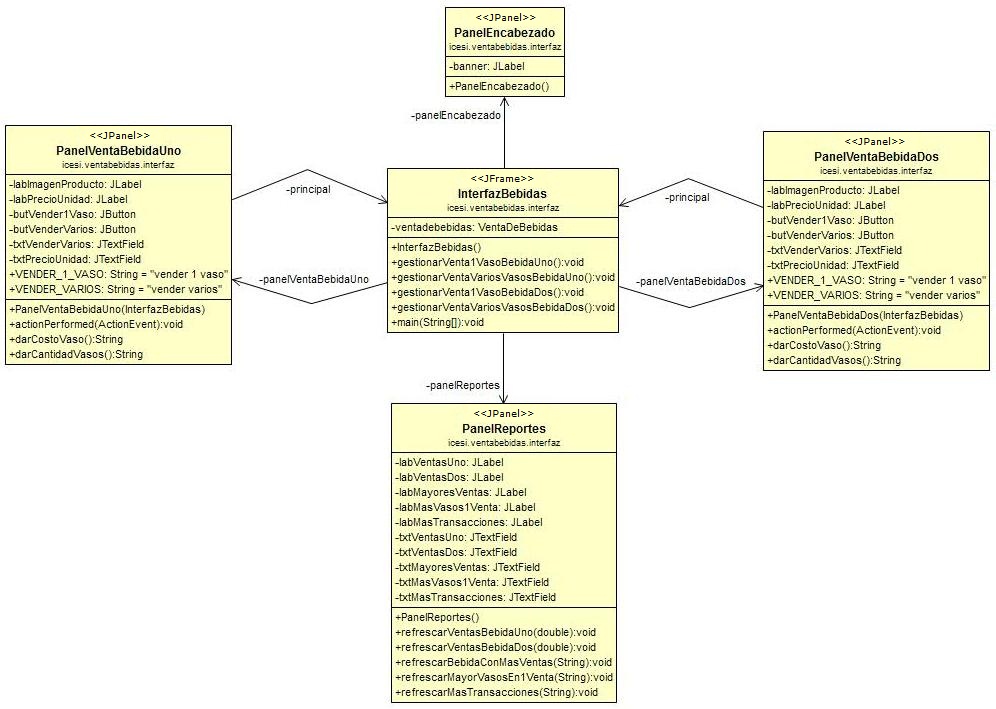 <<JPanel>>
PanelEncabezado
icesi.ventabebidas.interfaz
-banner: JLabel
+PanelEncabezado()
-panelEncabezado
<<JPanel>>
PanelVentaBebidaUno
icesi.ventabebidas.interfaz
-labImagenProducto: JLabel
-labPrecioUnidad: JLabel
-butVender1Vaso: JButton
-butVenderVarios: JButton
-txtVenderVarios: JTextField
-txtPrecioUnidad: JTextField
+VENDER_1_VASO: String = "vender 1 vaso"
+VENDER_VARIOS: String = "vender varios"
+PanelVentaBebidaUno(InterfazBebidas)
+actionPerformed(ActionEvent):void
+darCostoVaso():String
+darCantidadVasos():String
-principal
-panelVentaBebidaUno
<<JFrame>>
InterfazBebidas
icesi.ventabebidas.interfaz
-ventadebebidas: VentaDeBebidas
+InterfazBebidas()
+gestionarVenta1VasoBebidaUno():void
+gestionarVentaVariosVasosBebidaUno():void
+gestionarVenta1VasoBebidaDos():void
+gestionarVentaVariosVasosBebidaDos():void
+main(String[]):void
-principal
-panelVentaBebidaDos
<<JPanel>>
PanelVentaBebidaDos
icesi.ventabebidas.interfaz
-labImagenProducto: JLabel
-labPrecioUnidad: JLabel
-butVender1Vaso: JButton
-butVenderVarios: JButton
-txtVenderVarios: JTextField
-txtPrecioUnidad: JTextField
+VENDER_1_VASO: String = "vender 1 vaso"
+VENDER_VARIOS: String = "vender varios"
+PanelVentaBebidaDos(InterfazBebidas)
+actionPerformed(ActionEvent):void
+darCostoVaso():String
+darCantidadVasos():String
-panelReportes
<<JPanel>>
PanelReportes
icesi.ventabebidas.interfaz
-labVentasUno: JLabel
-labVentasDos: JLabel
-labMayoresVentas: JLabel
-labMasVasos1Venta: JLabel
-labMasTransacciones: JLabel
-txtVentasUno: JTextField
-txtVentasDos: JTextField
-txtMayoresVentas: JTextField
-txtMasVasos1Venta: JTextField
-txtMasTransacciones: JTextField
+PanelReportes()
+refrescarVentasBebidaUno(double):void
+refrescarVentasBebidaDos(double):void
+refrescarBebidaConMasVentas(String):void
+refrescarMayorVasosEn1Venta(String):void
+refrescarMasTransacciones(String):void